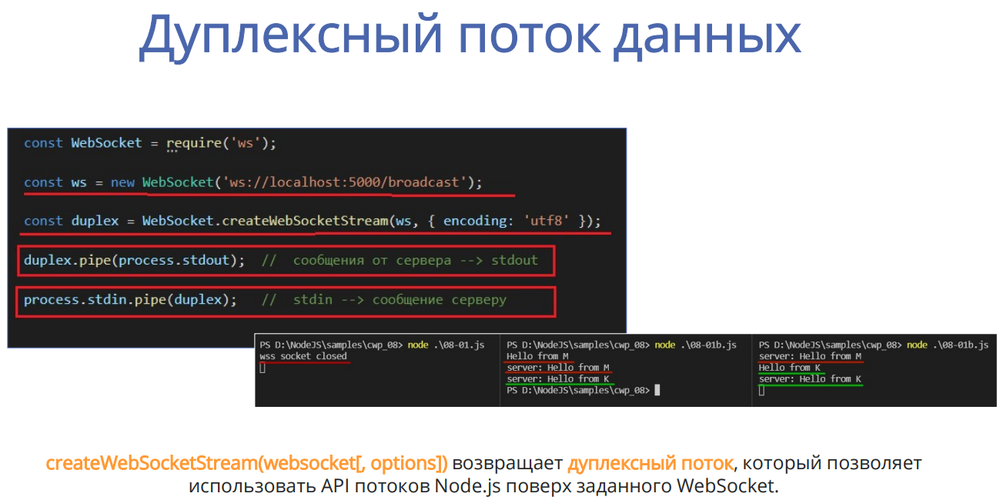 Дуплексный поток данных
const WebSocket = require('ws');
const ws = new WebSocket('ws://localhost:5000/broadcast');
const duplex = WebSocket.createWebSocketStream(ws, { encoding: 'utf8' });
duplex.pipe(process.stdout); // сообщения от сервера --> stdout
process.stdin.pipe(duplex); // stdin --> сообщение серверу
PS D:\NodeJS\samples\cwp_08> node .\08-01.js
wss socket closed
PS D:\NodeJS\samples\cwp_08> node .\08-01b.js
Hello from M
server: Hello from M
server: Hello from K
PS D:\NodeJS\samples\cwp_08>
PS D:\NodeJS\samples\cwp_08> node .\08-01b.js
server: Hello from M
Hello from K
server: Hello from K
createWebSocketStream(websocket[, options]) возвращает дуплексный поток, который позволяет
использовать API потоков Node.js поверх заданного WebSocket.